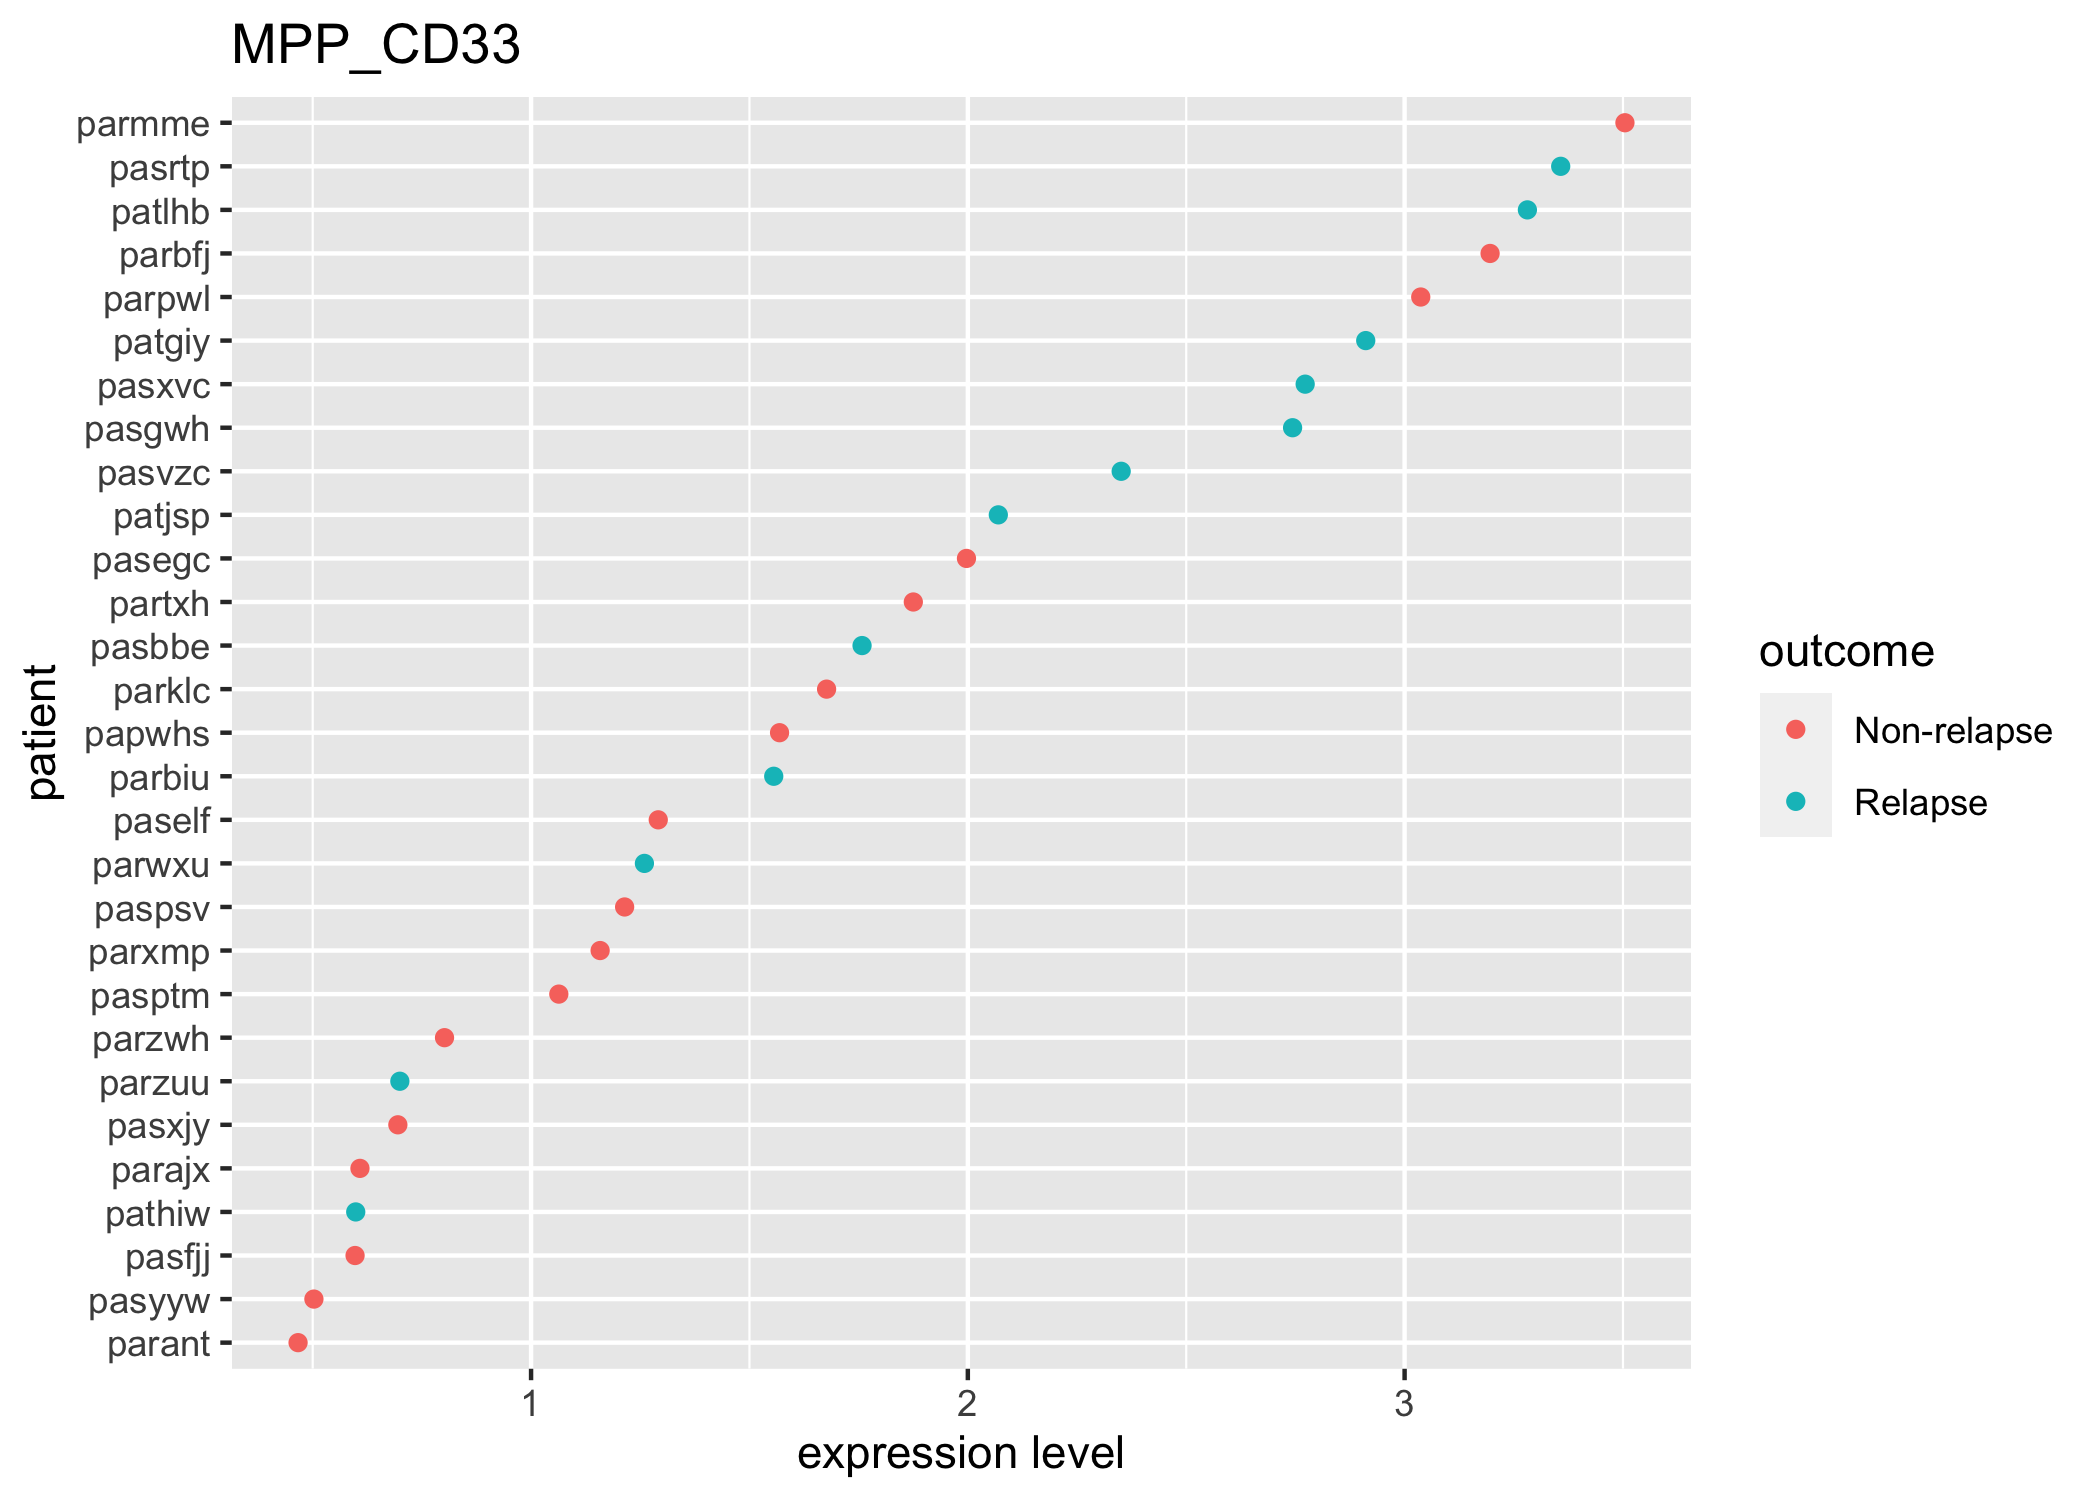 MPP_CD33
parmme
pasrtp
patlhb
parbfj
parpwl
patgiy
pasxvc
pasgwh
pasvzc
patjsp
pasegc
partxh
pasbbe
parklc
papwhs
parbiu
paself
parwxu
paspsv
parxmp
pasptm
parzwh
parzuu
pasxjy
parajx
pathiw
pasfjj
pasyyw
parant
patient
1 2 3
expression level
outcome
Non-relapse
Relapse